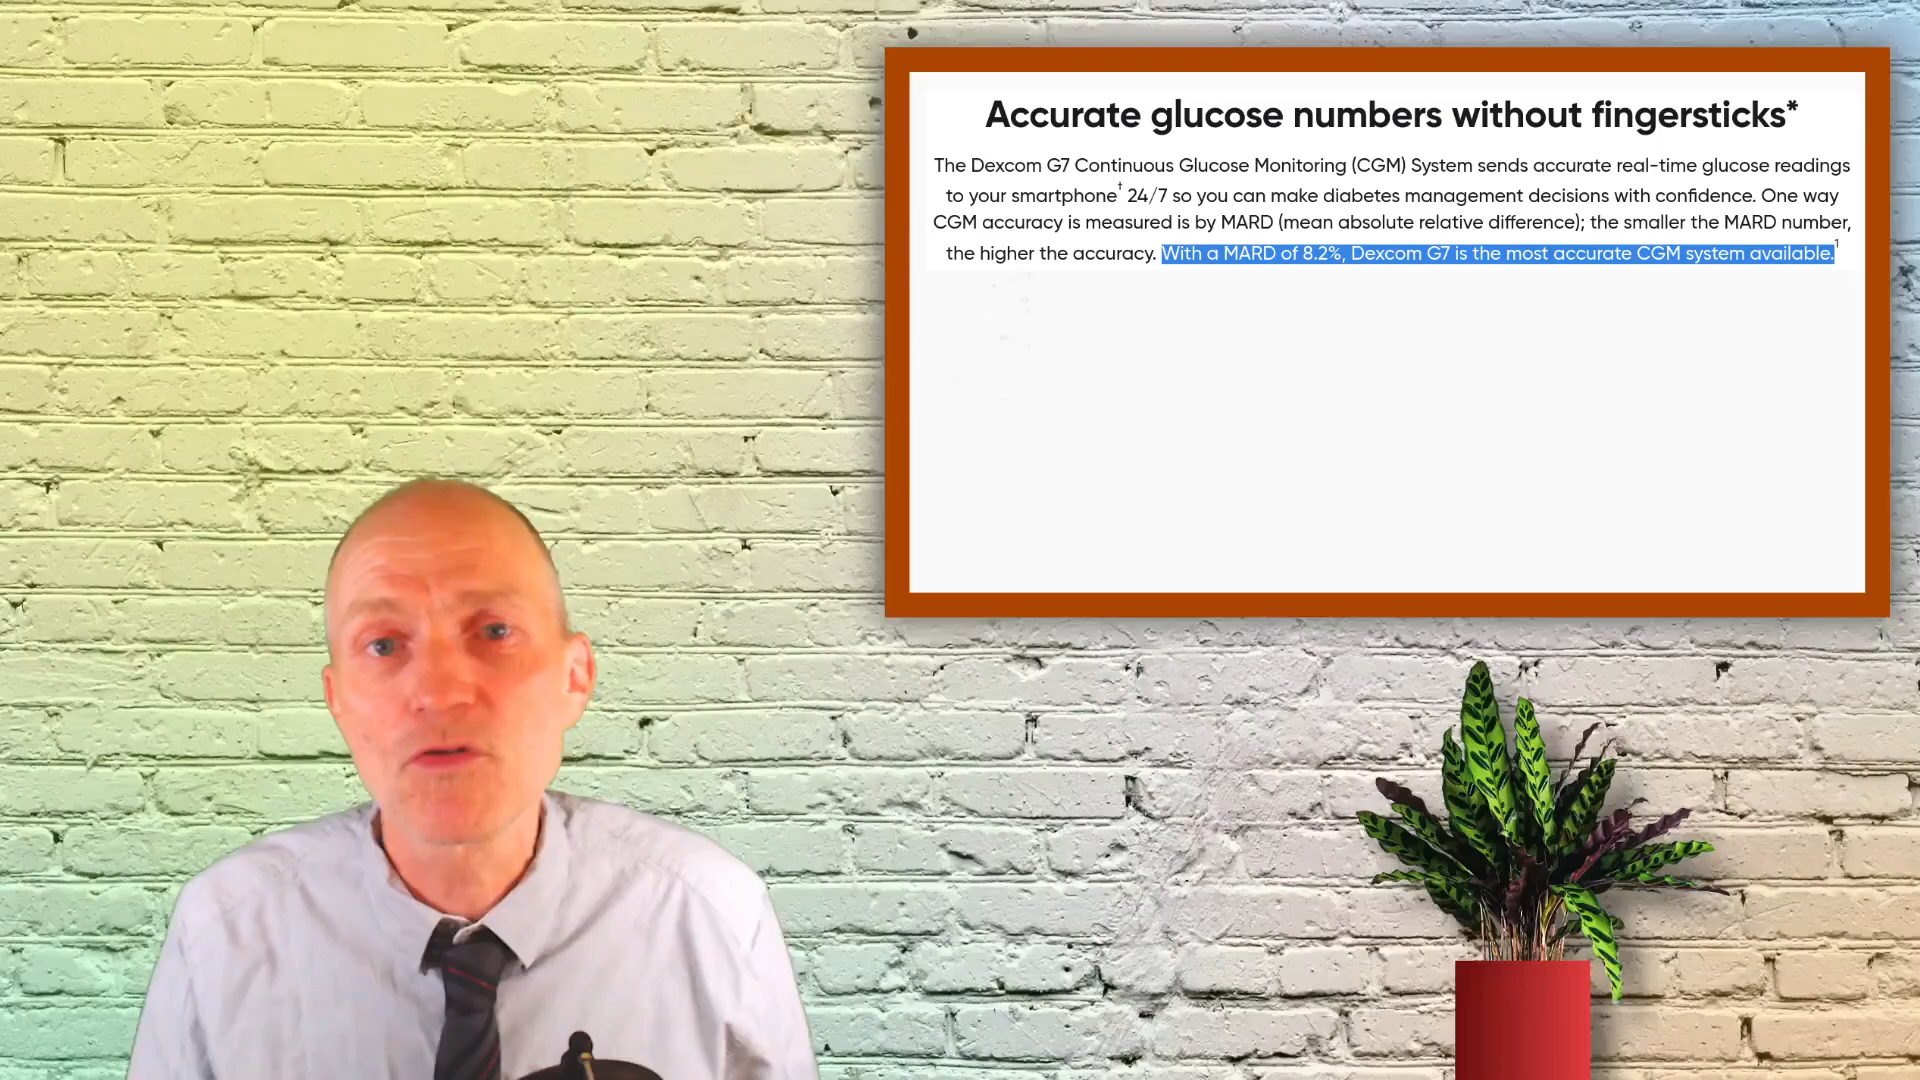 Accurate glucose numbers without fingersticks*
The Dexcom G7 Continuous Glucose Monitoring (CGM) System sends accurate real-time glucose readings
to your smartphone† 24/7 so you can make diabetes management decisions with confidence. One way
CGM accuracy is measured is by MARD (mean absolute relative difference); the smaller the MARD number,
the higher the accuracy. With a MARD of 8.2%, Dexcom G7 is the most accurate CGM system available.¹